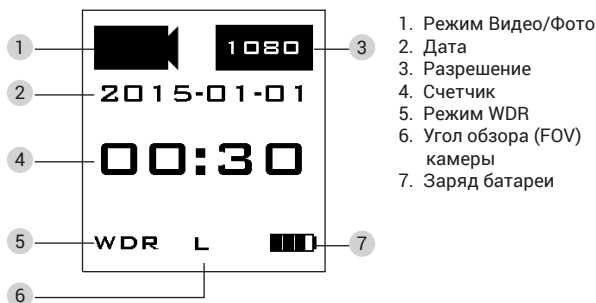 1
1080
3
2
2015-01-01
4
00:30
5
WDR L
7
6
1. Режим Видео/Фото
2. Дата
3. Разрешение
4. Счетчик
5. Режим WDR
6. Угол обзора (FOV)
камеры
7. Заряд батареи